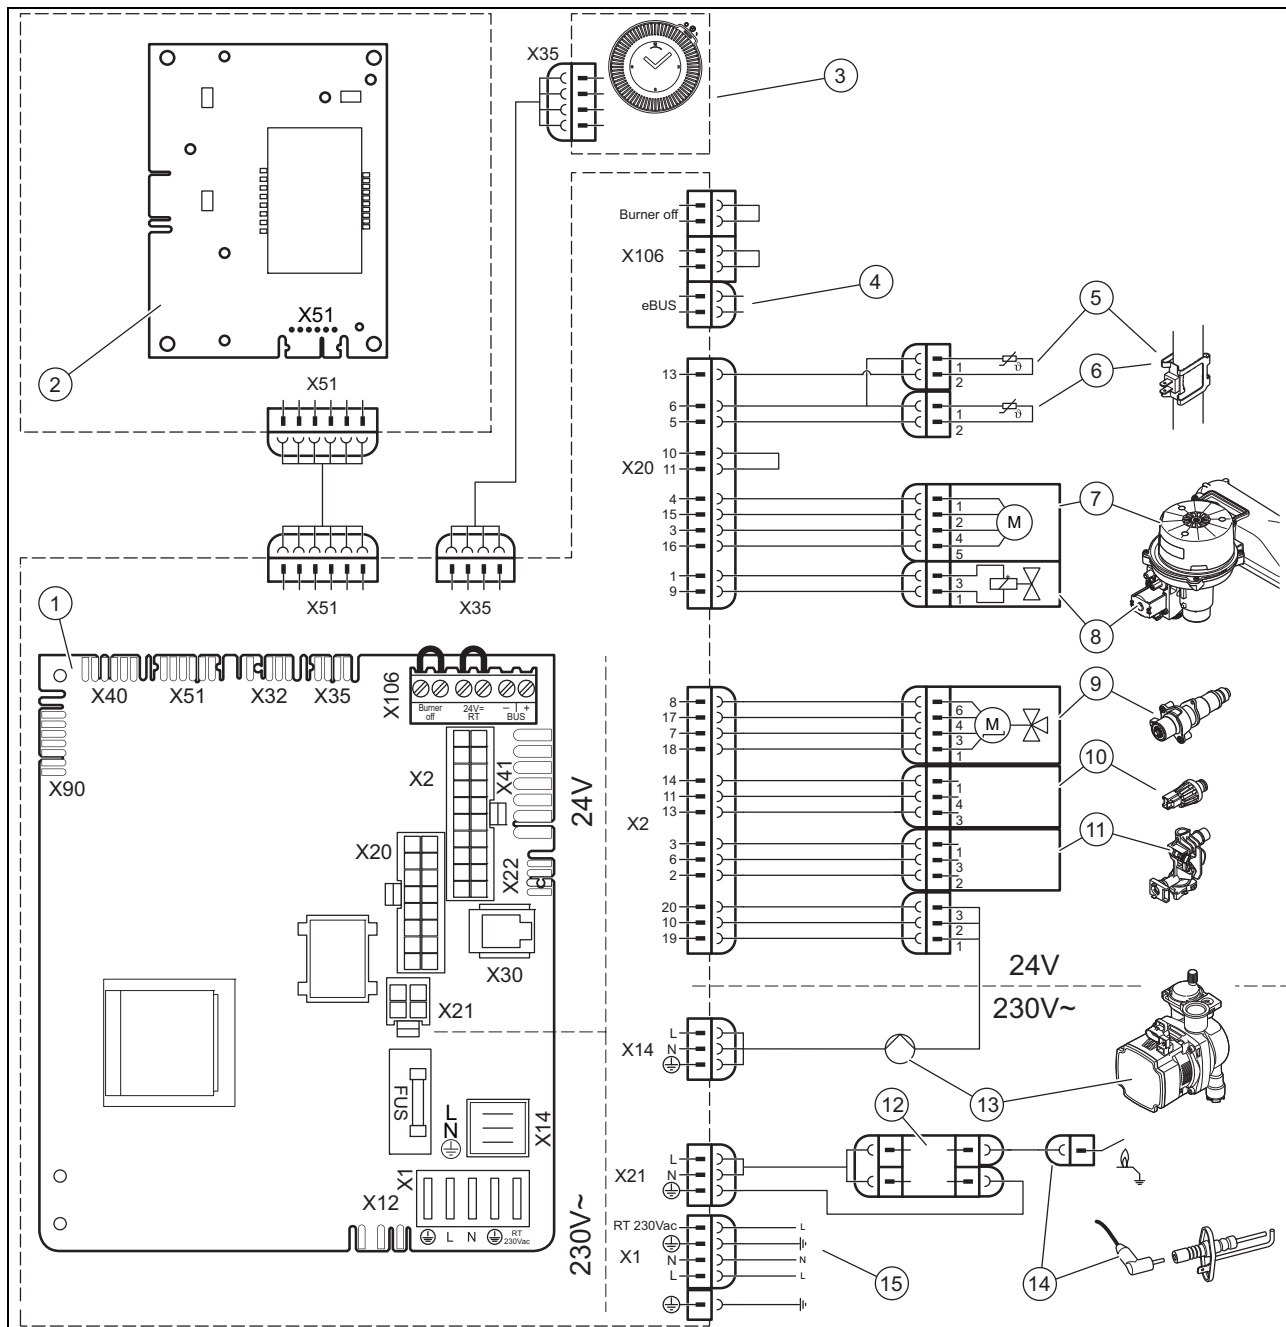 X35
3
Burner off
X106
eBUS
4
X51
2
X51
13
6
5
10
11
X20
4
15
3
16
1
9
1
2
1
2
ϑ
ϑ
5
6
M
1
2
4
5
7
3
1
8
X51
X35
1
X40
X51
X32
X35
X106
Burner off
24V= RT
– | + BUS
X90
X2
X41
24V
X20
X22
X30
X21
FUS
L
N
X14
X1
X12
L
N
RT 230Vac
230V~
8
17
7
18
14
11
13
X2
3
6
2
20
10
19
6
4
3
1
M
9
1
4
3
10
1
3
2
11
3
2
1
24V
230V~
X14
L
N
13
12
X21
L
N
14
RT 230Vac
X1
N
L
L
N
L
15